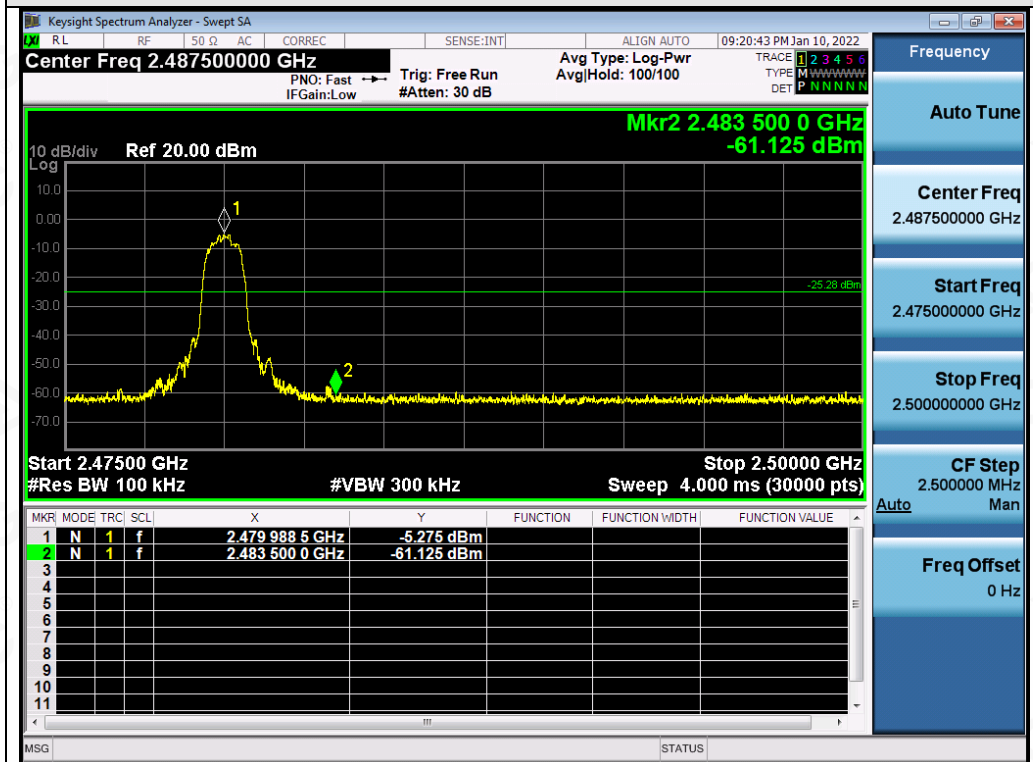 Keysight Spectrum Analyzer - Swept SA
LXI RL RF 50 Ω AC CORREC SENSE:INT ALIGN AUTO 09:20:43 PM Jan 10, 2022
Center Freq 2.487500000 GHz
PNO: Fast
IFGain:Low
Trig: Free Run
#Atten: 30 dB
Avg Type: Log-Pwr
Avg|Hold: 100/100
TRACE 1 2 3 4 5 6
TYPE M WWWWW
DET P N N N N N
Mkr2 2.483 500 0 GHz
-61.125 dBm
10 dB/div Ref 20.00 dBm
Log
10.0
0.00
-10.0
-20.0
-30.0
-40.0
-50.0
-60.0
-70.0
1
-25.28 dBm
2
Start 2.47500 GHz Stop 2.50000 GHz
#Res BW 100 kHz #VBW 300 kHz Sweep 4.000 ms (30000 pts)
MKR MODE TRC SCL X Y FUNCTION FUNCTION WIDTH FUNCTION VALUE
1 N 1 f 2.479 988 5 GHz -5.275 dBm
2 N 1 f 2.483 500 0 GHz -61.125 dBm
3
4
5
6
7
8
9
10
11
MSG STATUS
Frequency
Auto Tune
Center Freq
2.487500000 GHz
Start Freq
2.475000000 GHz
Stop Freq
2.500000000 GHz
CF Step
2.500000 MHz
Auto Man
Freq Offset
0 Hz